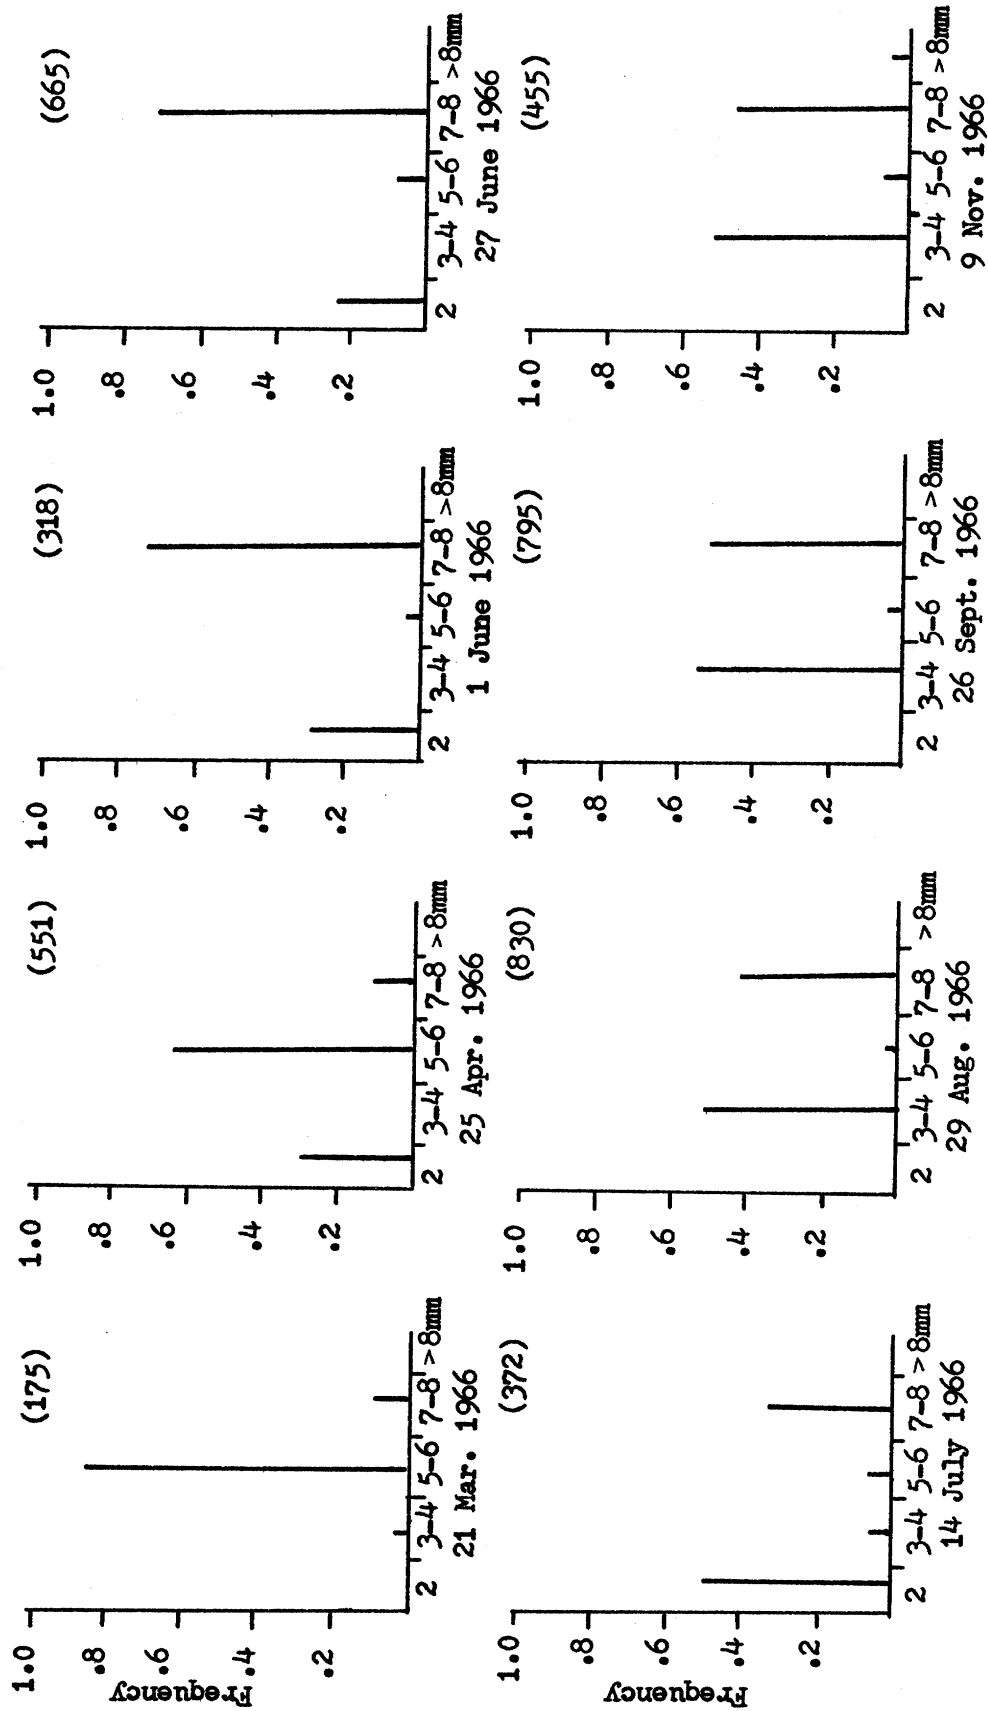 (175)
Frequency
1.0
.8
.6
.4
.2
2 3-4 5-6 7-8 >8mm
21 Mar. 1966
(551)
1.0
.8
.6
.4
.2
2 3-4 5-6 7-8 >8mm
25 Apr. 1966
(318)
1.0
.8
.6
.4
.2
2 3-4 5-6 7-8 >8mm
1 June 1966
(665)
1.0
.8
.6
.4
.2
2 3-4 5-6 7-8 >8mm
27 June 1966
(372)
Frequency
1.0
.8
.6
.4
.2
2 3-4 5-6 7-8 >8mm
14 July 1966
(830)
1.0
.8
.6
.4
.2
2 3-4 5-6 7-8 >8mm
29 Aug. 1966
(795)
1.0
.8
.6
.4
.2
2 3-4 5-6 7-8 >8mm
26 Sept. 1966
(455)
1.0
.8
.6
.4
.2
2 3-4 5-6 7-8 >8mm
9 Nov. 1966